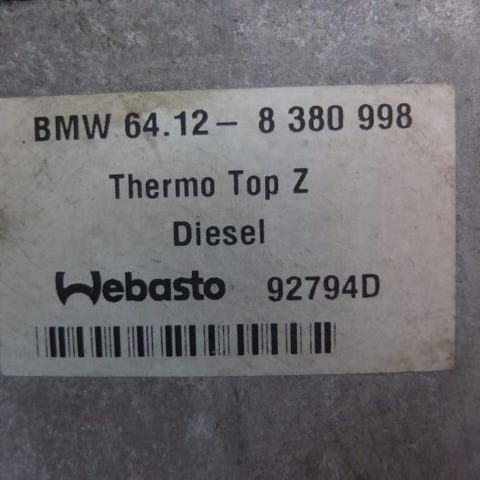 BMW 64.12- 8 380 998
Thermo Top Z
Diesel
Webasto 92794D